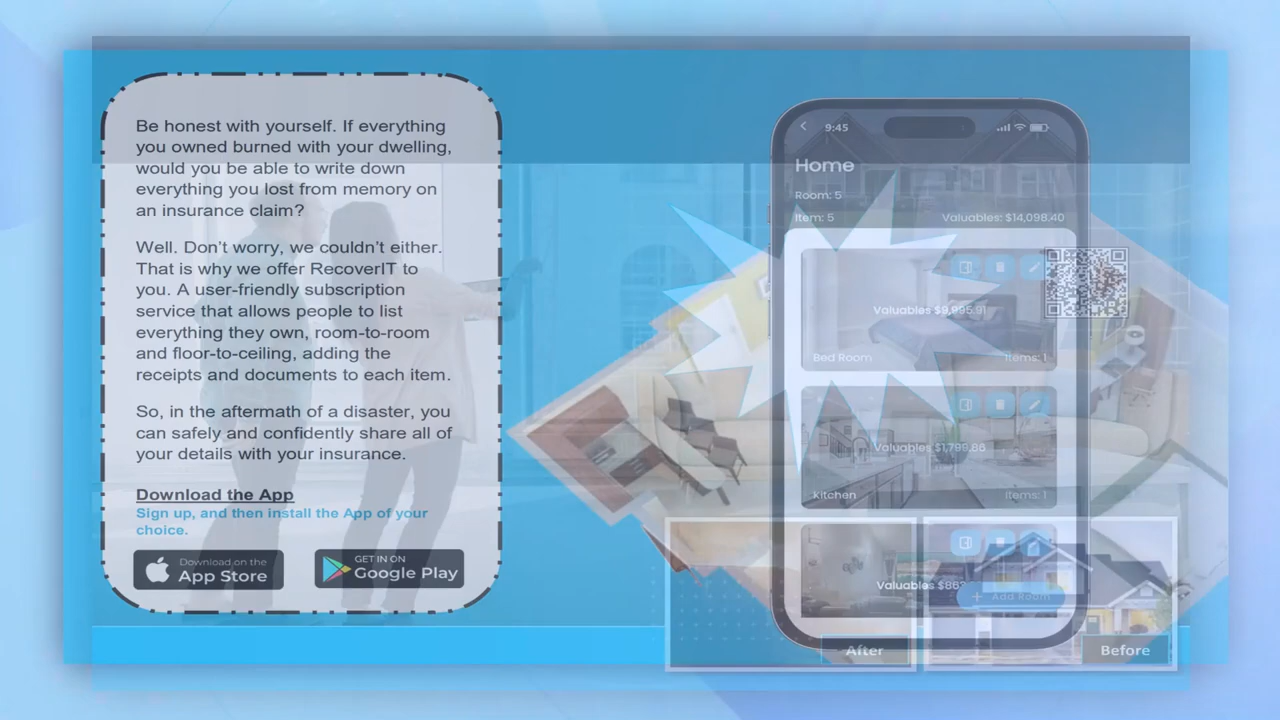 Be honest with yourself. If everything
you owned burned with your dwelling,
would you be able to write down
everything you lost from memory on
an insurance claim?
Well. Don't worry, we couldn't either.
That is why we offer RecoverIT to
you. A user-friendly subscription
service that allows people to list
everything they own, room-to-room
and floor-to-ceiling, adding the
receipts and documents to each item.
So, in the aftermath of a disaster, you
can safely and confidently share all of
your details with your insurance.
Download the App
Sign up, and then install the App of your
choice.
Download on the
App Store
GET IN ON
Google Play
9:45
Home
Room: 5
Item: 5 Valuables: $14,098.40
Valuables $9,995.91
Bed Room Items: 1
Valuables $1,799.86
kitchen Items: 1
Valuables
+ Add Room
After
Before